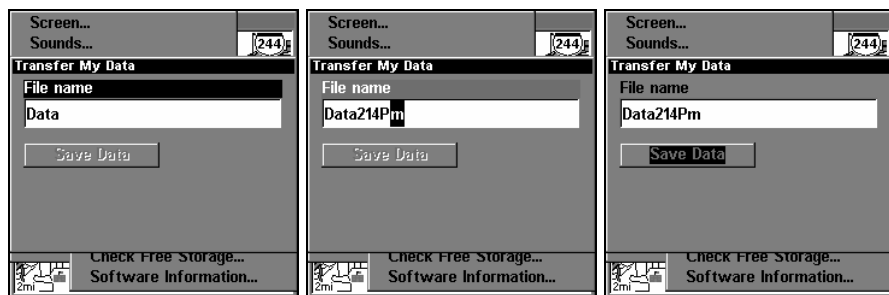 Screen...
Sounds...
244
Transfer My Data
File name
Data
Save Data
Check Free Storage...
Software Information...
2mi
Screen...
Sounds...
244
Transfer My Data
File name
Data214Pm
Save Data
Check Free Storage...
Software Information...
2mi
Screen...
Sounds...
244
Transfer My Data
File name
Data214Pm
Save Data
Check Free Storage...
Software Information...
2mi